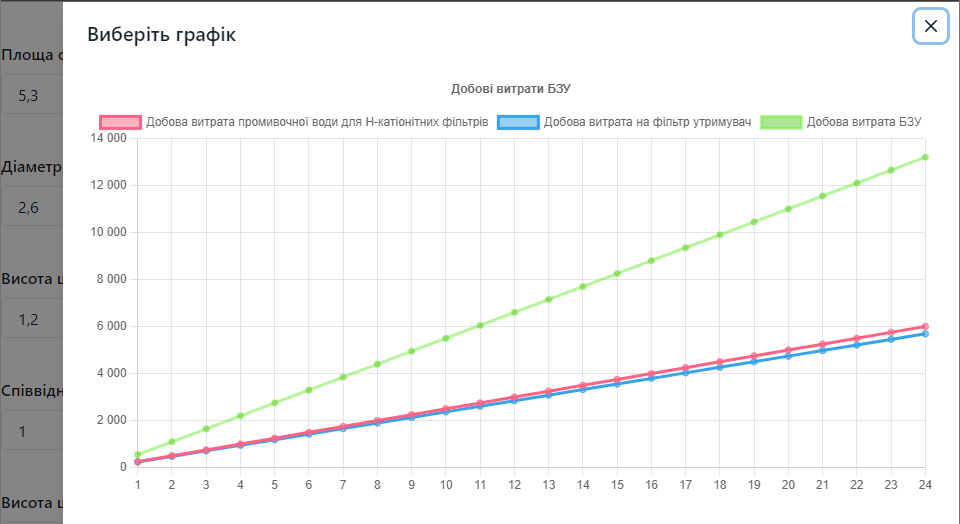 Виберіть графік
Площа
5,3
Діаметр
2,6
Висота
1,2
Співвідн
1
Висота
Добові витрати БЗУ
Добова витрата промивочної води для Н-катіонітних фільтрів Добова витрата на фільтр утримувач Добова витрата БЗУ
14 000
12 000
10 000
8 000
6 000
4 000
2 000
0
1 2 3 4 5 6 7 8 9 10 11 12 13 14 15 16 17 18 19 20 21 22 23 24